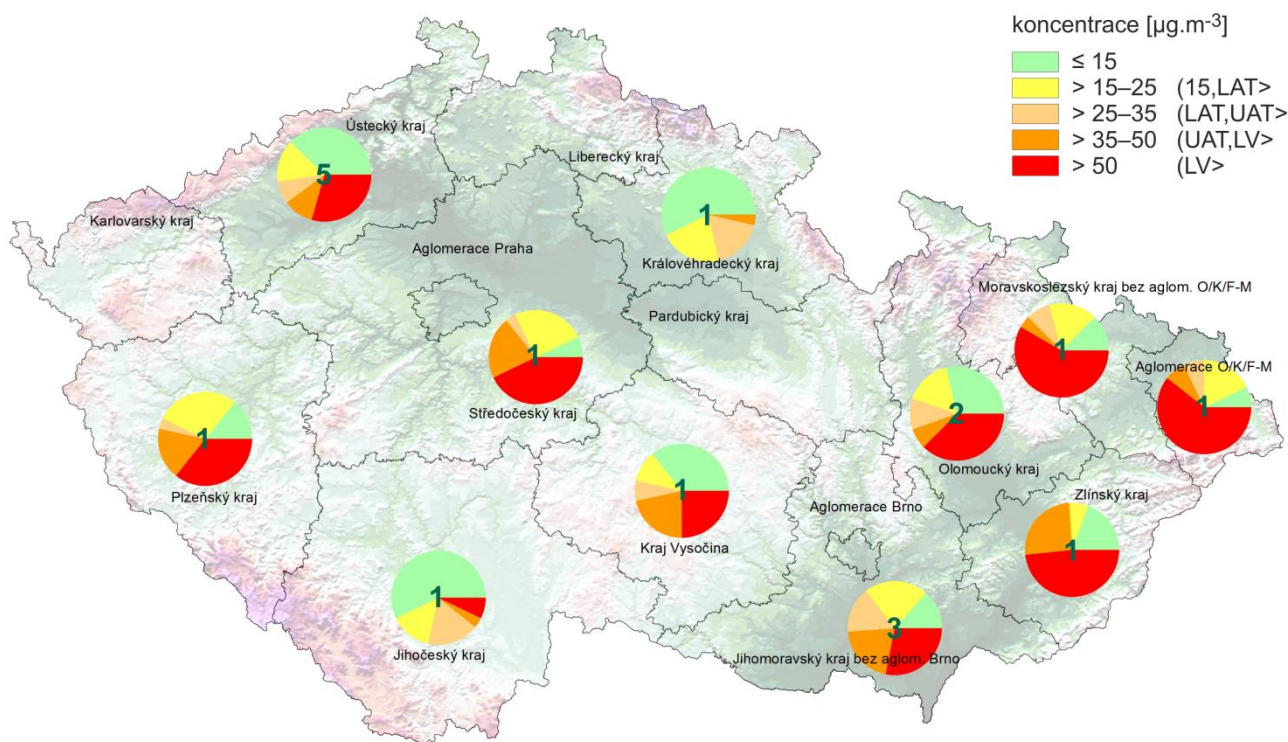 koncentrace [µg.m⁻³]
≤ 15
> 15–25 (15,LAT>
> 25–35 (LAT,UAT>
> 35–50 (UAT,LV>
> 50 (LV>
Ústecký kraj
5
Liberecký kraj
Karlovarský kraj
1
Aglomerace Praha
Královéhradecký kraj
Moravskoslezský kraj bez aglom. O/K/F-M
Pardubický kraj
1
1
Aglomerace O/K/F-M
1
Středočeský kraj
2
1
Plzeňský kraj
Olomoucký kraj
1
Zlínský kraj
Aglomerace Brno
Kraj Vysočina
1
1
3
Jihočeský kraj
Jihomoravský kraj bez aglom. Brno